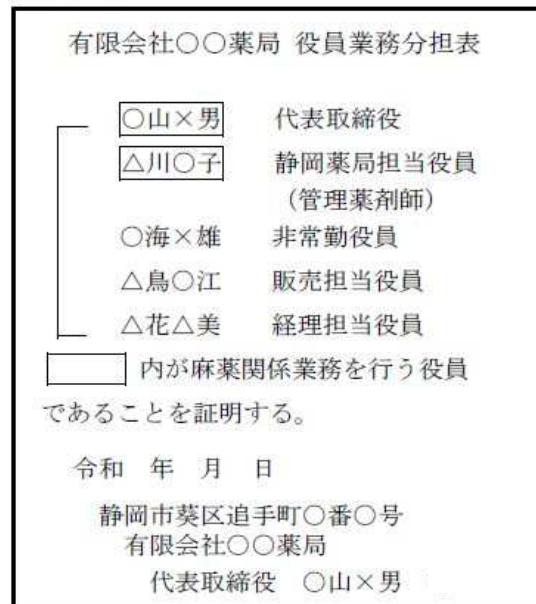 有限会社○○薬局 役員業務分担表
○山×男 代表取締役
△川○子 静岡薬局担当役員
（管理薬剤師）
○海×雄 非常勤役員
△鳥○江 販売担当役員
△花△美 経理担当役員
内が麻薬関係業務を行う役員
であることを証明する。
令和 年 月 日
静岡市葵区追手町○番○号
有限会社○○薬局
代表取締役 ○山×男